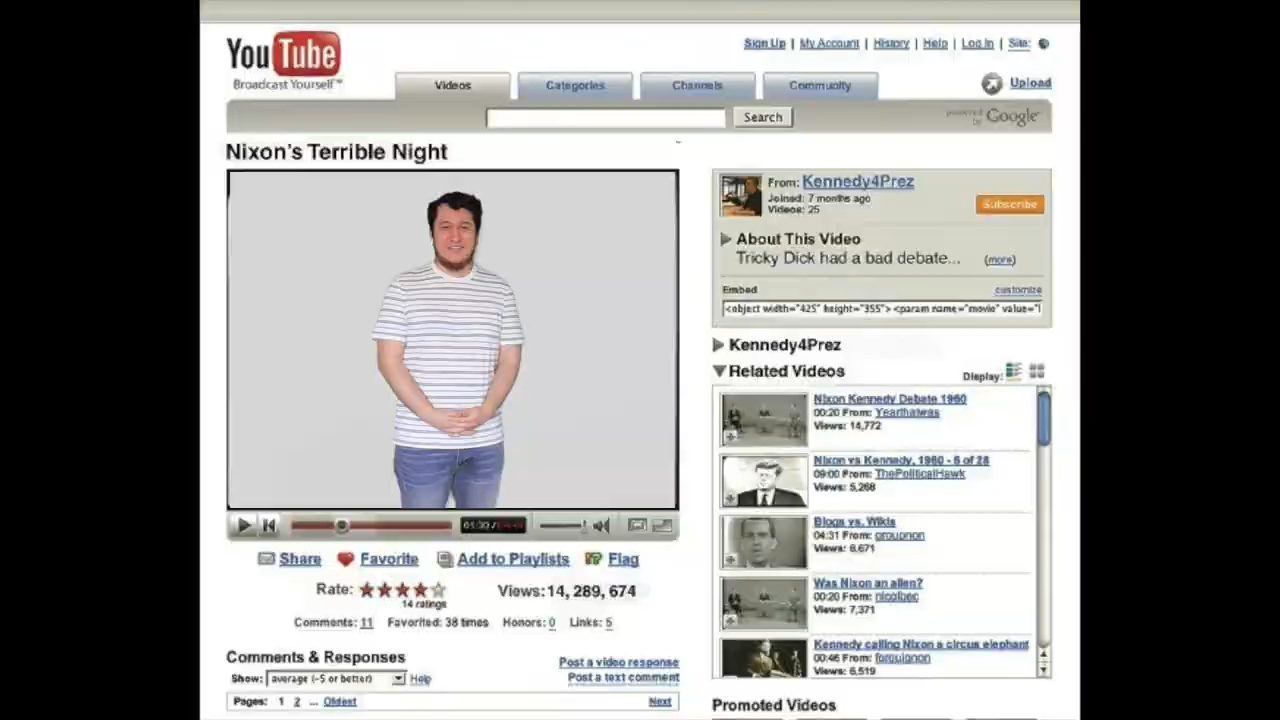 YouTube
Broadcast Yourself™
Sign Up | My Account | History | Help | Log In | Site:
Videos
Categories
Channels
Community
Upload
Search
powered by Google
Nixon's Terrible Night
From: Kennedy4Prez
Joined: 7 months ago
Videos: 25
Subscribe
About This Video
Tricky Dick had a bad debate... (more)
Embed
customize
<object width="425" height="355"> <param name="movie" value="
Kennedy4Prez
Related Videos
Display:
Nixon Kennedy Debate 1960
00:20 From: Yearthatwas
Views: 14,772
Nixon vs Kennedy, 1960 - 6 of 28
09:00 From: ThePoliticalHawk
Views: 5,268
Blogs vs. Wikis
04:31 From:
Views: 6,671
Was Nixon an alien?
00:20 From:
Views: 7,371
Kennedy calling Nixon a circus elephant
00:46 From:
Views: 6,519
Promoted Videos
Share
Favorite
Add to Playlists
Flag
Rate:
14 ratings
Views: 14, 289, 674
Comments: 11
Favorited: 38 times
Honors: 0
Links: 5
Comments & Responses
Post a video response
Post a text comment
Show: average (-5 or better) Help
Pages: 1 2 ... Oldest
Next